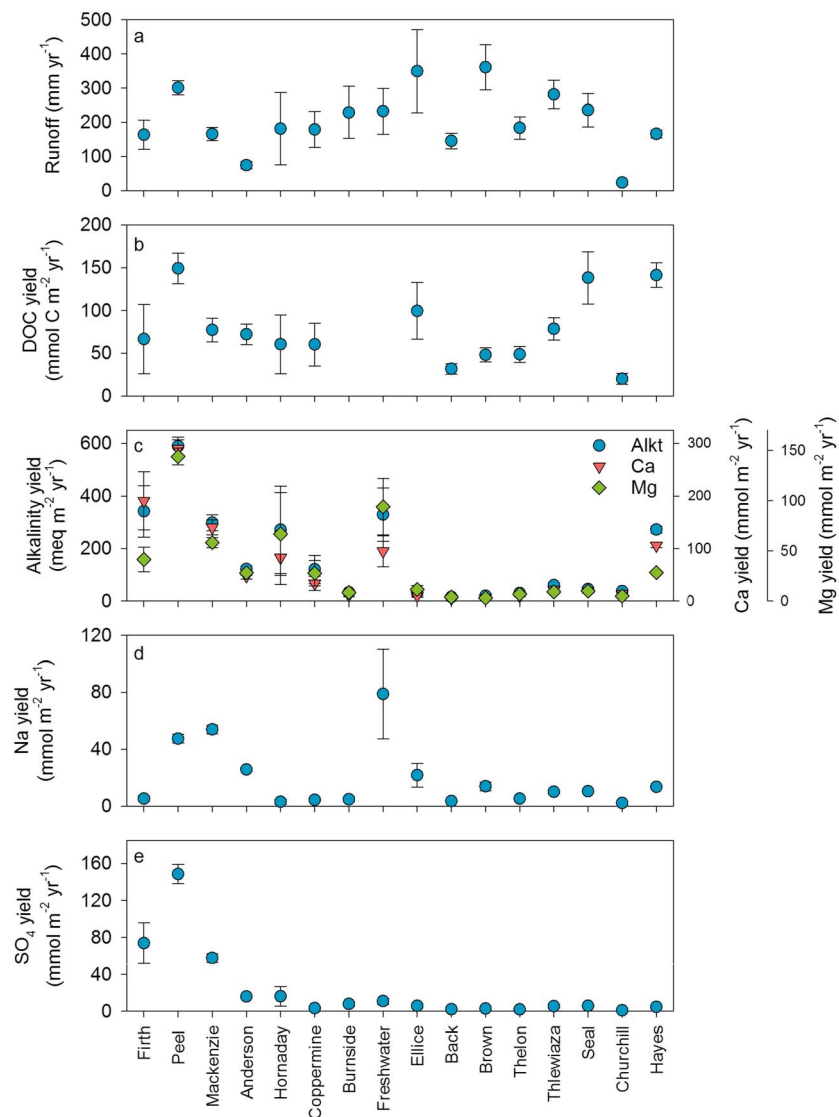 a
Runoff (mm yr-1)
500
400
300
200
100
0
b
DOC yield
(mmol C m-2 yr-1)
200
150
100
50
0
c
Alkalinity yield
(meq m-2 yr-1)
600
400
200
0
Alkt
Ca
Mg
300
200
100
0
Ca yield (mmol m-2 yr-1)
150
100
50
0
Mg yield (mmol m-2 yr-1)
d
Na yield
(mmol m-2 yr-1)
120
80
40
0
e
SO4 yield
(mmol m-2 yr-1)
160
120
80
40
0
Firth
Peel
Mackenzie
Anderson
Hornaday
Coppermine
Burnside
Freshwater
Ellice
Back
Brown
Thelon
Thlewiaza
Seal
Churchill
Hayes